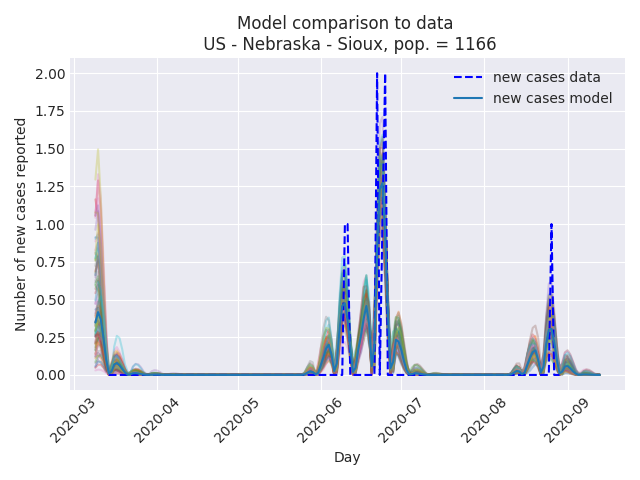 Model comparison to data
US - Nebraska - Sioux, pop. = 1166
new cases data
new cases model
Number of new cases reported
2.00
1.75
1.50
1.25
1.00
0.75
0.50
0.25
0.00
2020-03
2020-04
2020-05
2020-06
2020-07
2020-08
2020-09
Day